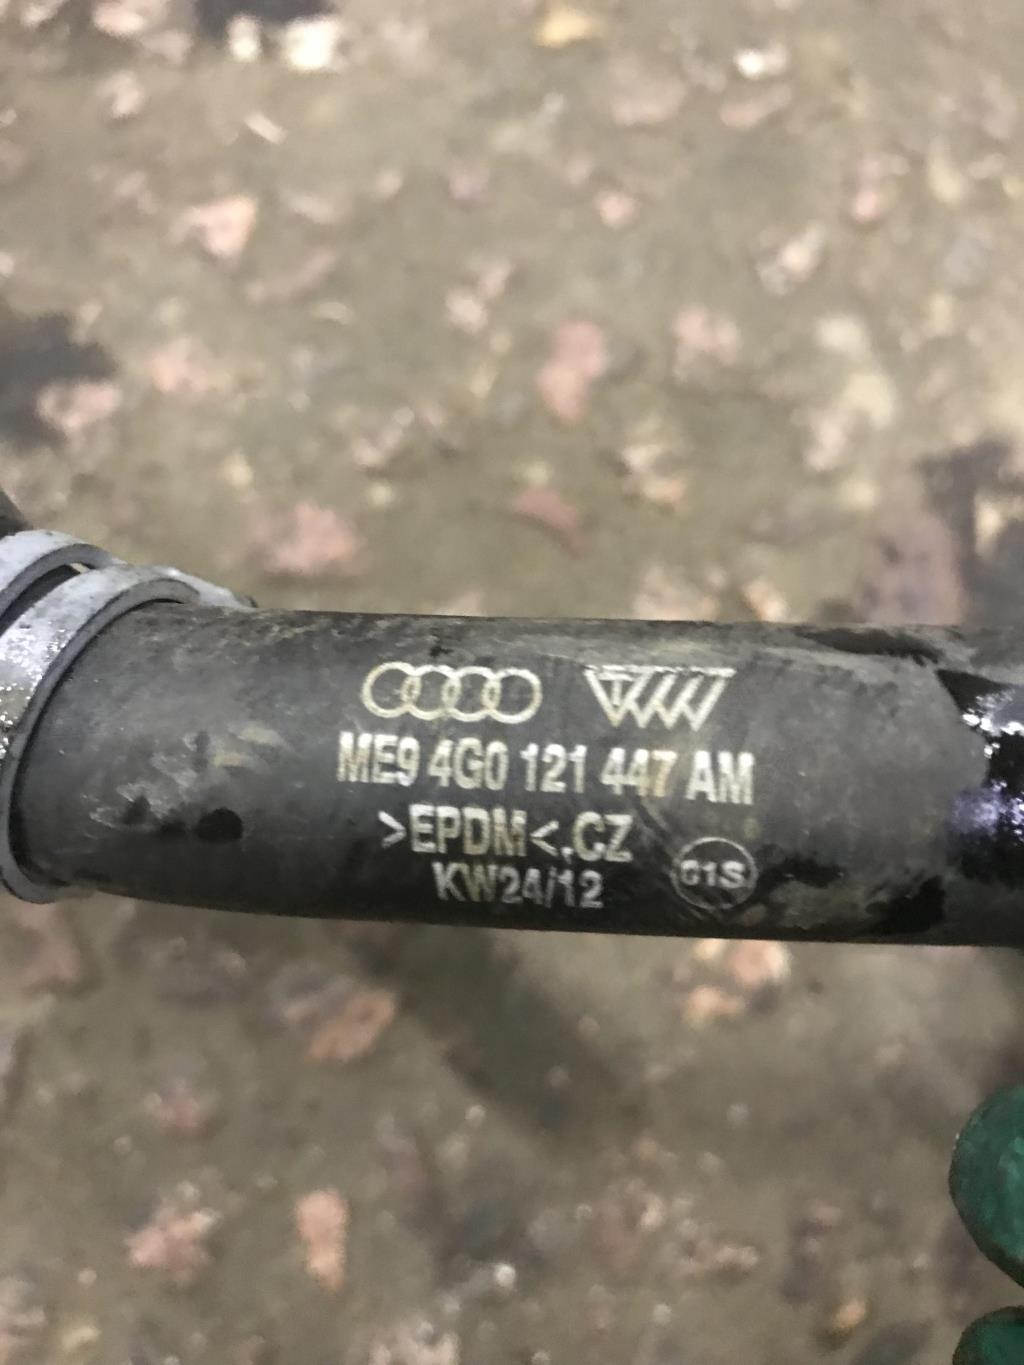 ME9 4G0 121 447 AM
>EPDM<.CZ
KW24/12
01S